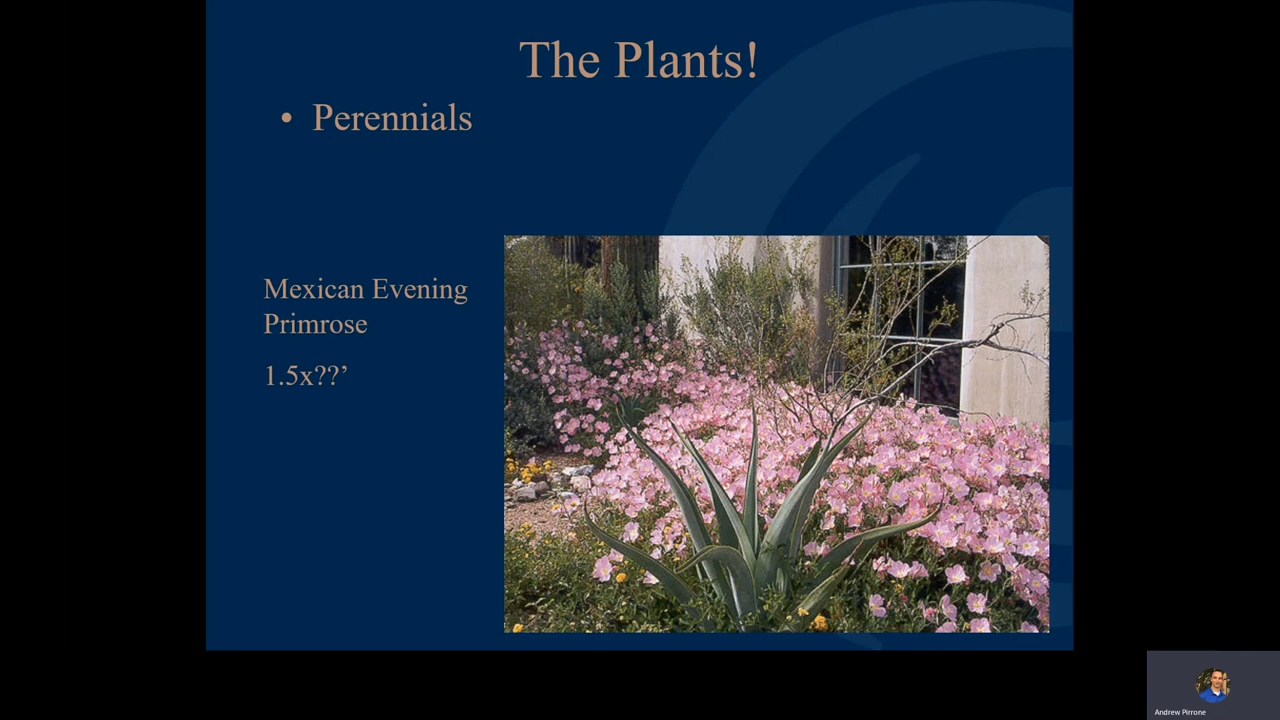 The Plants!
• Perennials
Mexican Evening
Primrose
1.5x??’
Andrew Pirrone